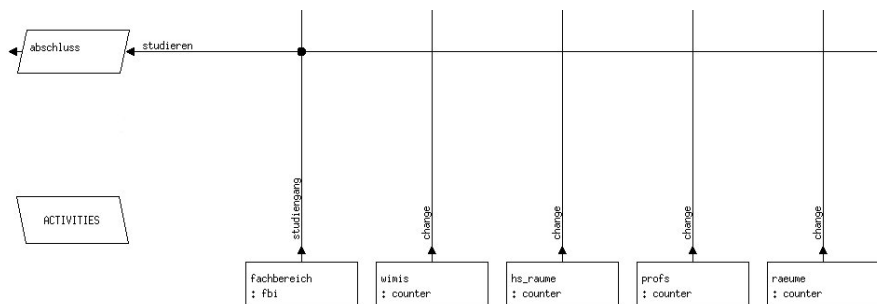 abschluss
studieren
ACTIVITIES
studiengang
change
change
change
change
fachbereich
: fbi
wimis
: counter
hs_raume
: counter
profs
: counter
raeume
: counter